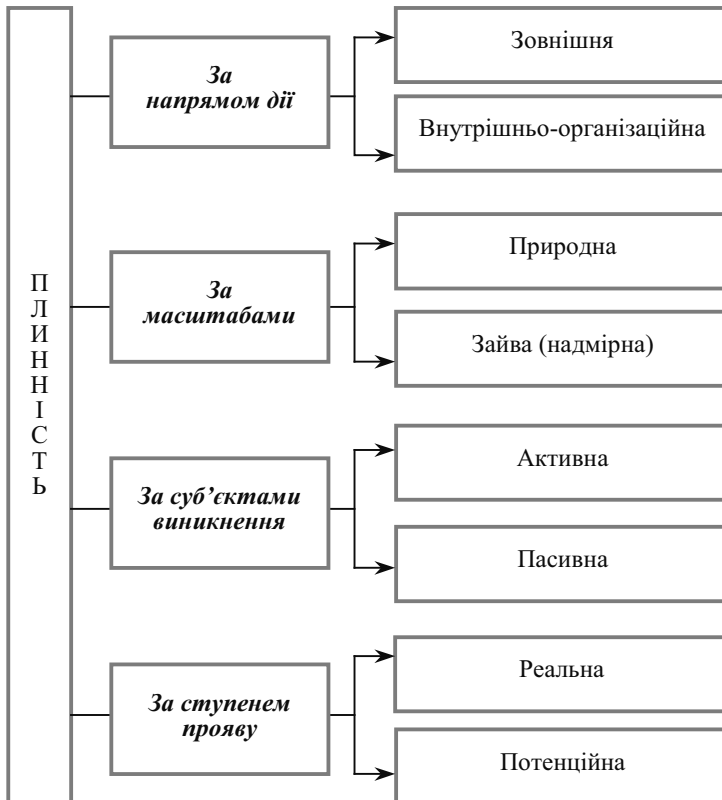 ПЛИННІСТЬ
За
напрямом дії
Зовнішня
Внутрішньо-організаційна
За
масштабами
Природна
Зайва (надмірна)
За суб’єктами
виникнення
Активна
Пасивна
За ступенем
прояву
Реальна
Потенційна